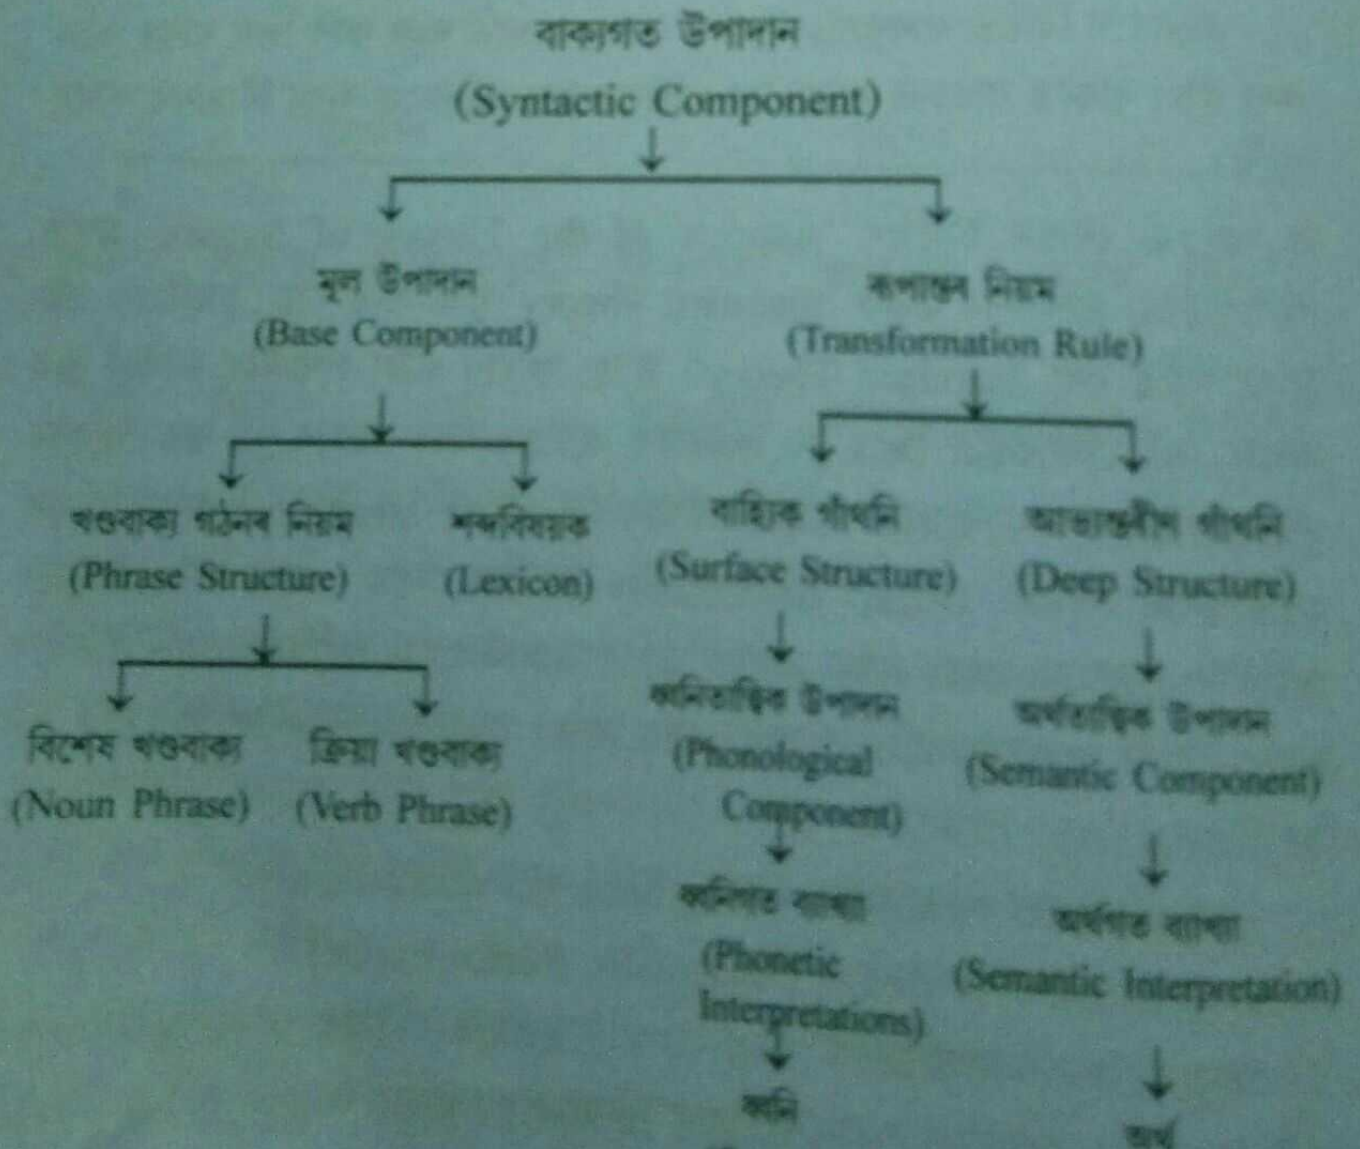 বাক্যগত উপাদান
(Syntactic Component)
মূল উপাদান
(Base Component)
ৰূপান্তৰ নিয়ম
(Transformation Rule)
খণ্ডবাক্য গঠনৰ নিয়ম
(Phrase Structure)
শব্দবিষয়ক
(Lexicon)
বাহ্যিক গাঁথনি
(Surface Structure)
আভ্যন্তৰীণ গাঁথনি
(Deep Structure)
বিশেষ্য খণ্ডবাক্য
(Noun Phrase)
ক্ৰিয়া খণ্ডবাক্য
(Verb Phrase)
ধ্বনিতাত্ত্বিক উপাদান
(Phonological
Component)
অৰ্থতাত্ত্বিক উপাদান
(Semantic Component)
ধ্বনিগত ব্যাখ্যা
(Phonetic
Interpretations)
অৰ্থগত ব্যাখ্যা
(Semantic Interpretation)
ধ্বনি
অৰ্থ